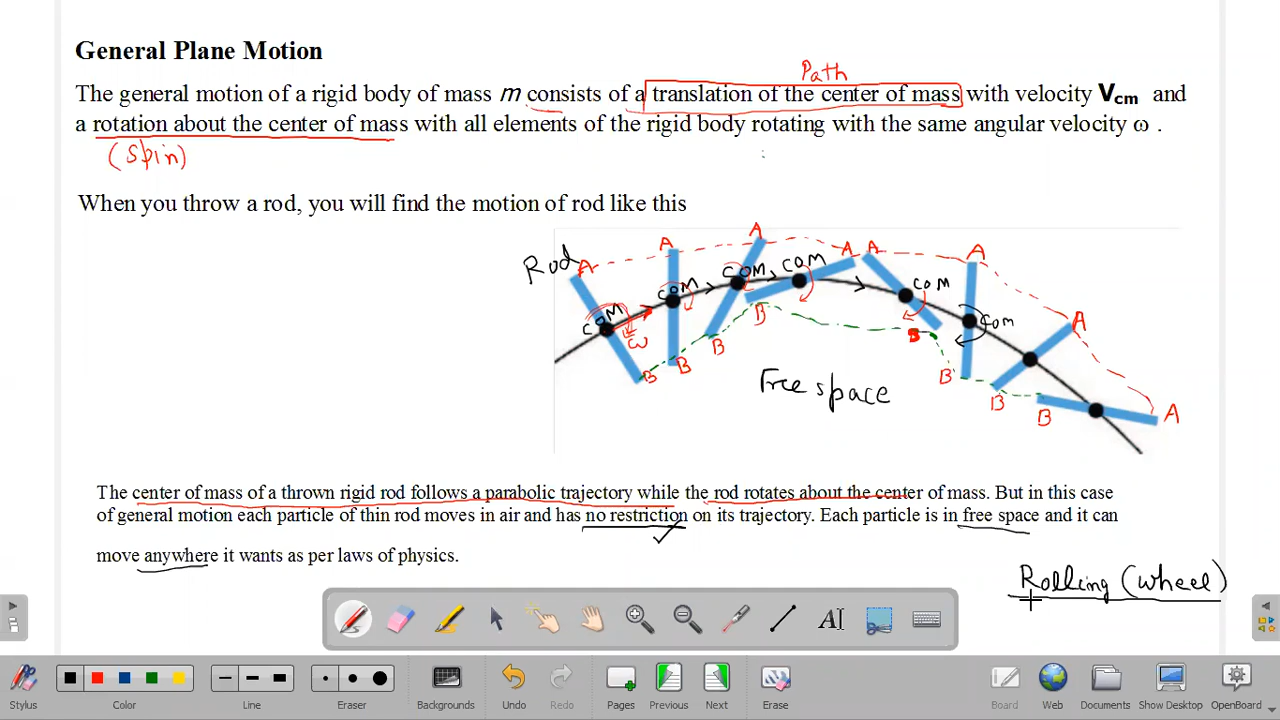 General Plane Motion
Path
The general motion of a rigid body of mass m consists of a translation of the center of mass with velocity Vcm and
a rotation about the center of mass with all elements of the rigid body rotating with the same angular velocity ω .
(Spin)
When you throw a rod, you will find the motion of rod like this
Rod
A A A A A A A A
COM COM COM COM COM COM
ω
B B B B B B B B
Free space
The center of mass of a thrown rigid rod follows a parabolic trajectory while the rod rotates about the center of mass. But in this case
of general motion each particle of thin rod moves in air and has no restriction on its trajectory. Each particle is in free space and it can
move anywhere it wants as per laws of physics.
Rolling (wheel)
AI
Stylus Color Line Eraser Backgrounds Undo Redo Pages Previous Next Erase Board Web Documents Show Desktop OpenBoard